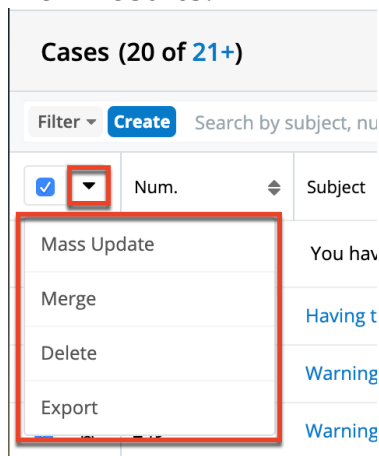 Cases (20 of 21+)
Filter Create Search by subject, nu
Num. Subject
Mass Update You hav
Merge Having t
Delete Warning
Export Warning